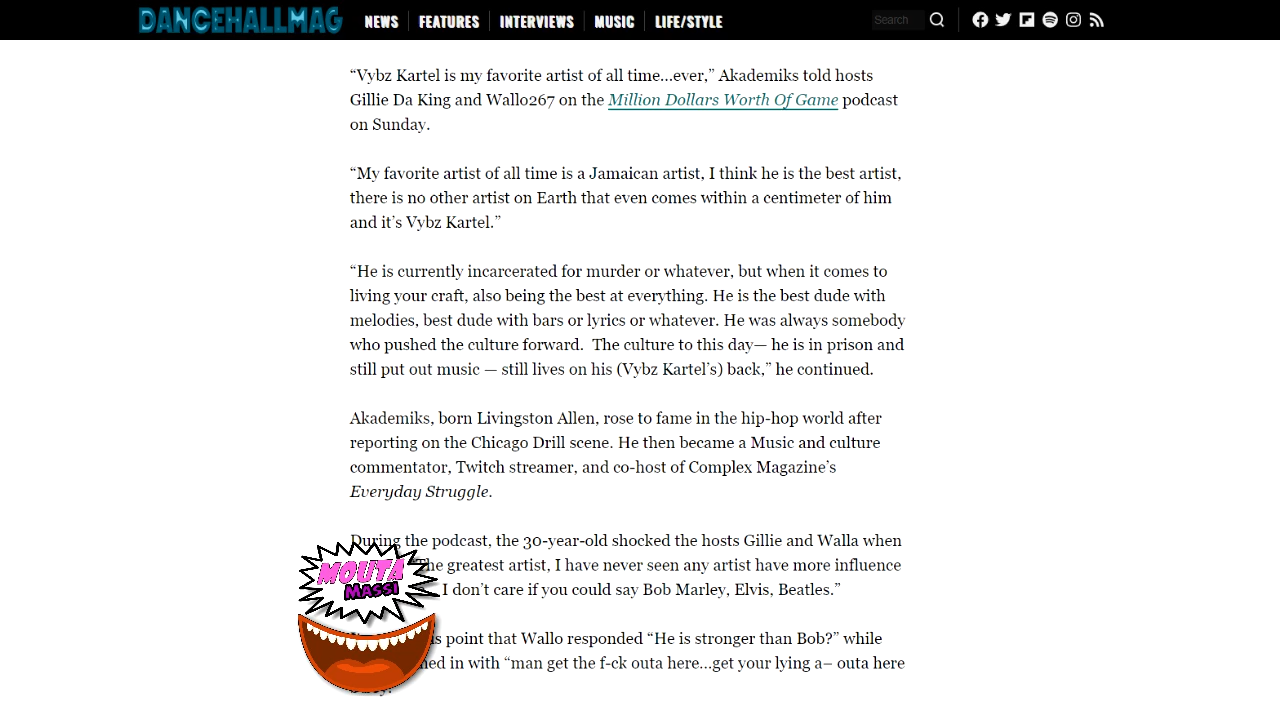 DANCEHALLMAG NEWS FEATURES INTERVIEWS MUSIC LIFE/STYLE Search
“Vybz Kartel is my favorite artist of all time…ever,” Akademiks told hosts
Gillie Da King and Wallo267 on the Million Dollars Worth Of Game podcast
on Sunday.
“My favorite artist of all time is a Jamaican artist, I think he is the best artist,
there is no other artist on Earth that even comes within a centimeter of him
and it’s Vybz Kartel.”
“He is currently incarcerated for murder or whatever, but when it comes to
living your craft, also being the best at everything. He is the best dude with
melodies, best dude with bars or lyrics or whatever. He was always somebody
who pushed the culture forward.  The culture to this day— he is in prison and
still put out music — still lives on his (Vybz Kartel’s) back,” he continued.
Akademiks, born Livingston Allen, rose to fame in the hip-hop world after
reporting on the Chicago Drill scene. He then became a Music and culture
commentator, Twitch streamer, and co-host of Complex Magazine’s
Everyday Struggle.
During the podcast, the 30-year-old shocked the hosts Gillie and Walla when
the greatest artist, I have never seen any artist have more influence
I don’t care if you could say Bob Marley, Elvis, Beatles.”
point that Wallo responded “He is stronger than Bob?” while
in with “man get the f-ck outa here…get your lying a– outa here
MOUTA
MASSI